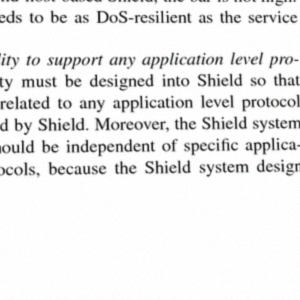 eds to be as DoS-resilient as the service
lity to support any application level pro-
ty must be designed into Shield so that
related to any application level protocol
d by Shield. Moreover, the Shield system
hould be independent of specific applica-
ocols, because the Shield system design